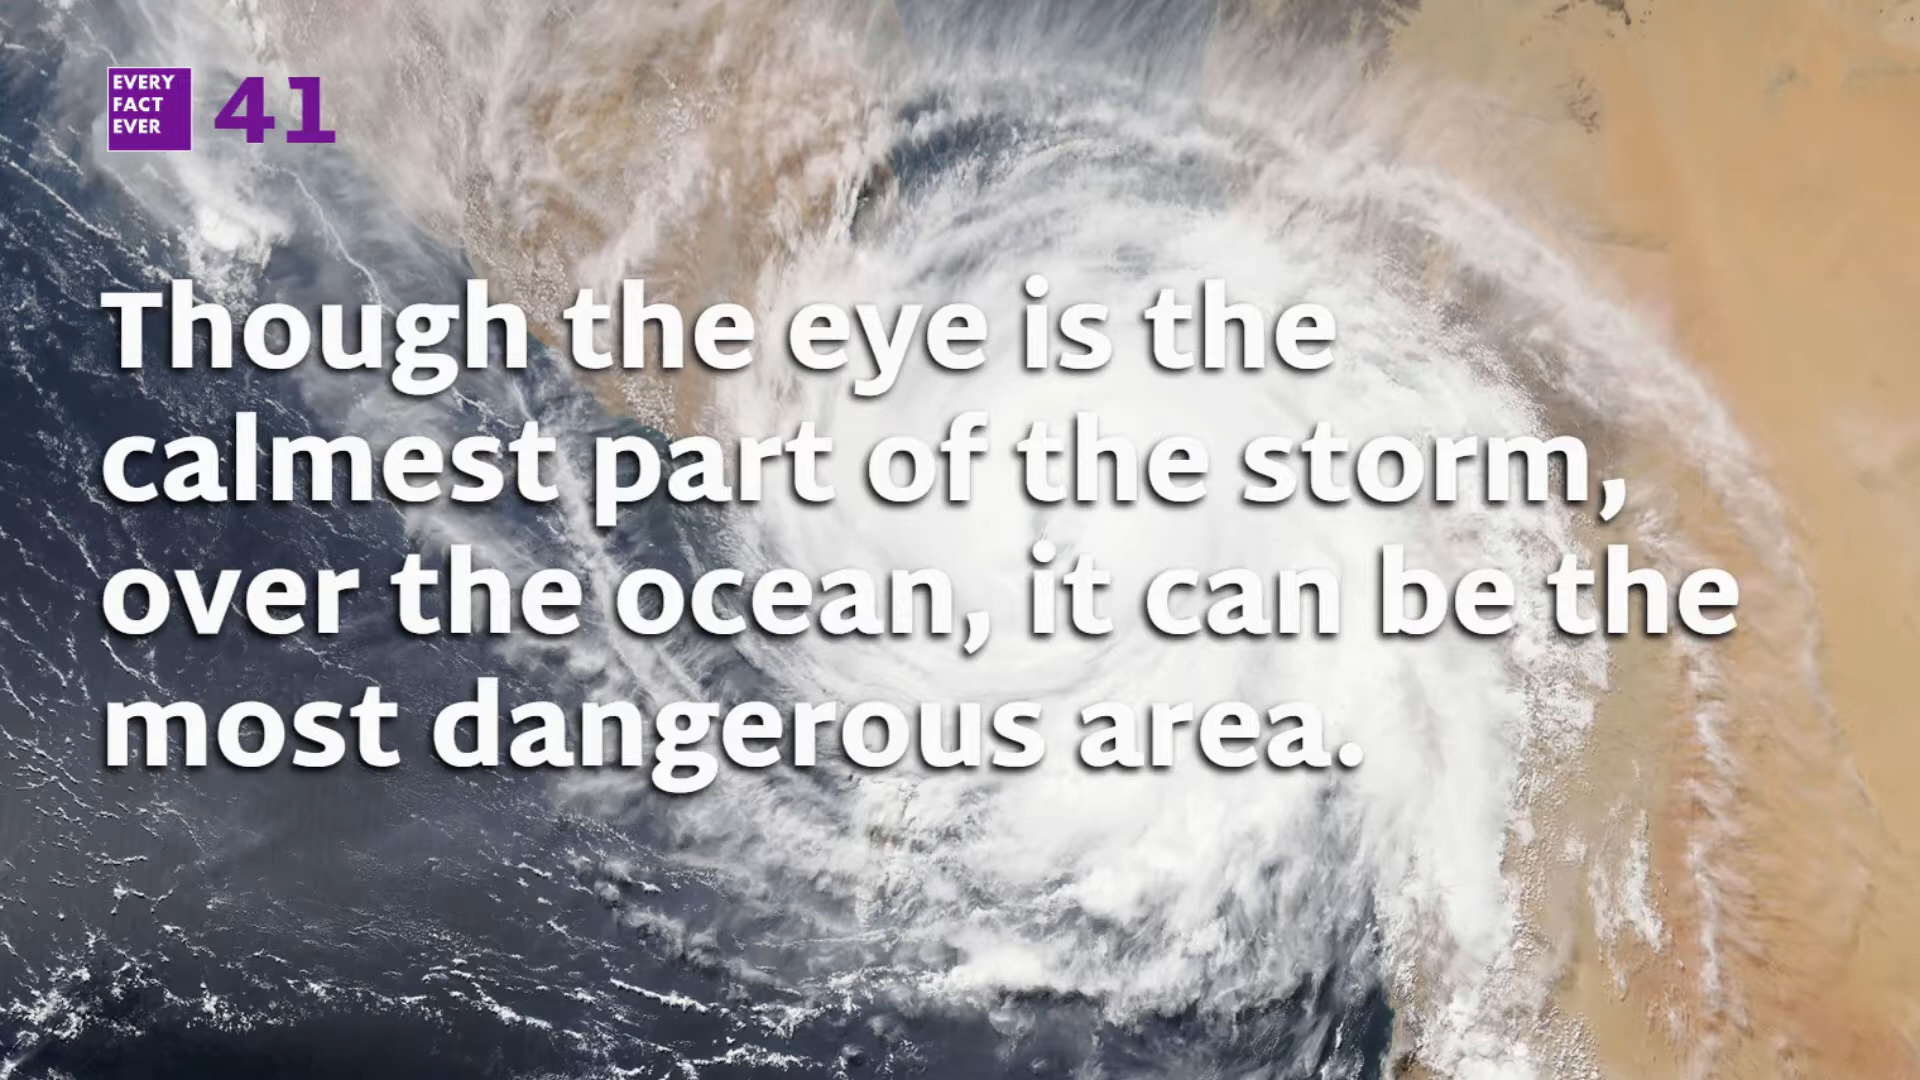 EVERY
FACT
EVER
41
Though the eye is the
calmest part of the storm,
over the ocean, it can be the
most dangerous area.